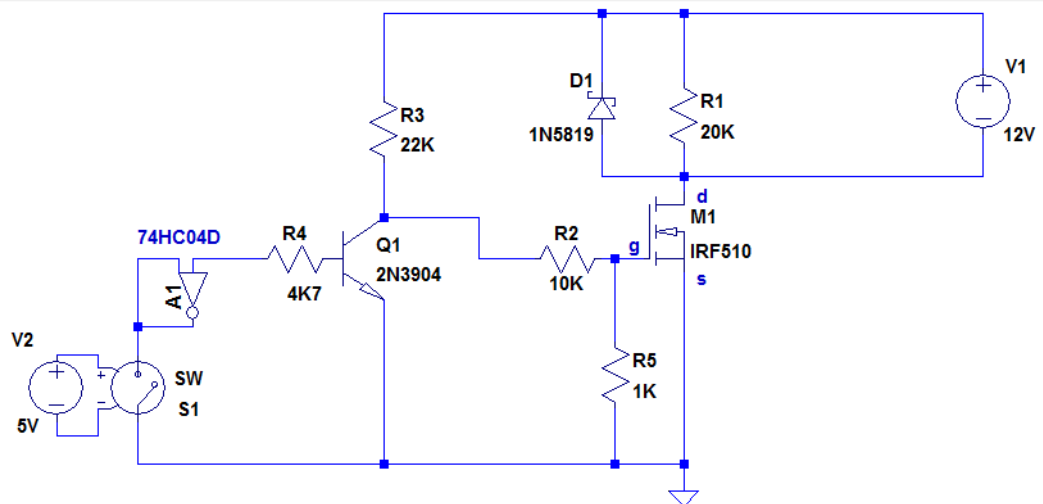 V1
D1
R1
R3
1N5819
20K
12V
22K
d
M1
74HC04D
R4
Q1
R2
g
IRF510
2N3904
s
A1
4K7
10K
V2
+
-
SW
R5
S1
1K
5V